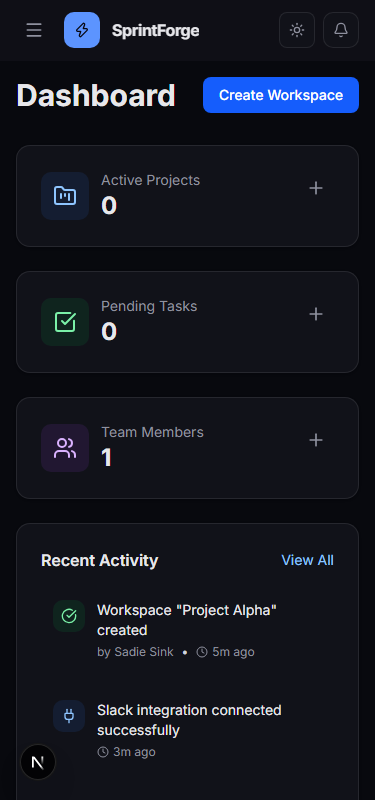 SprintForge
Dashboard
Create Workspace
Active Projects
0
Pending Tasks
0
Team Members
1
Recent Activity
View All
Workspace "Project Alpha"
created
by Sadie Sink • 5m ago
Slack integration connected
successfully
3m ago
N